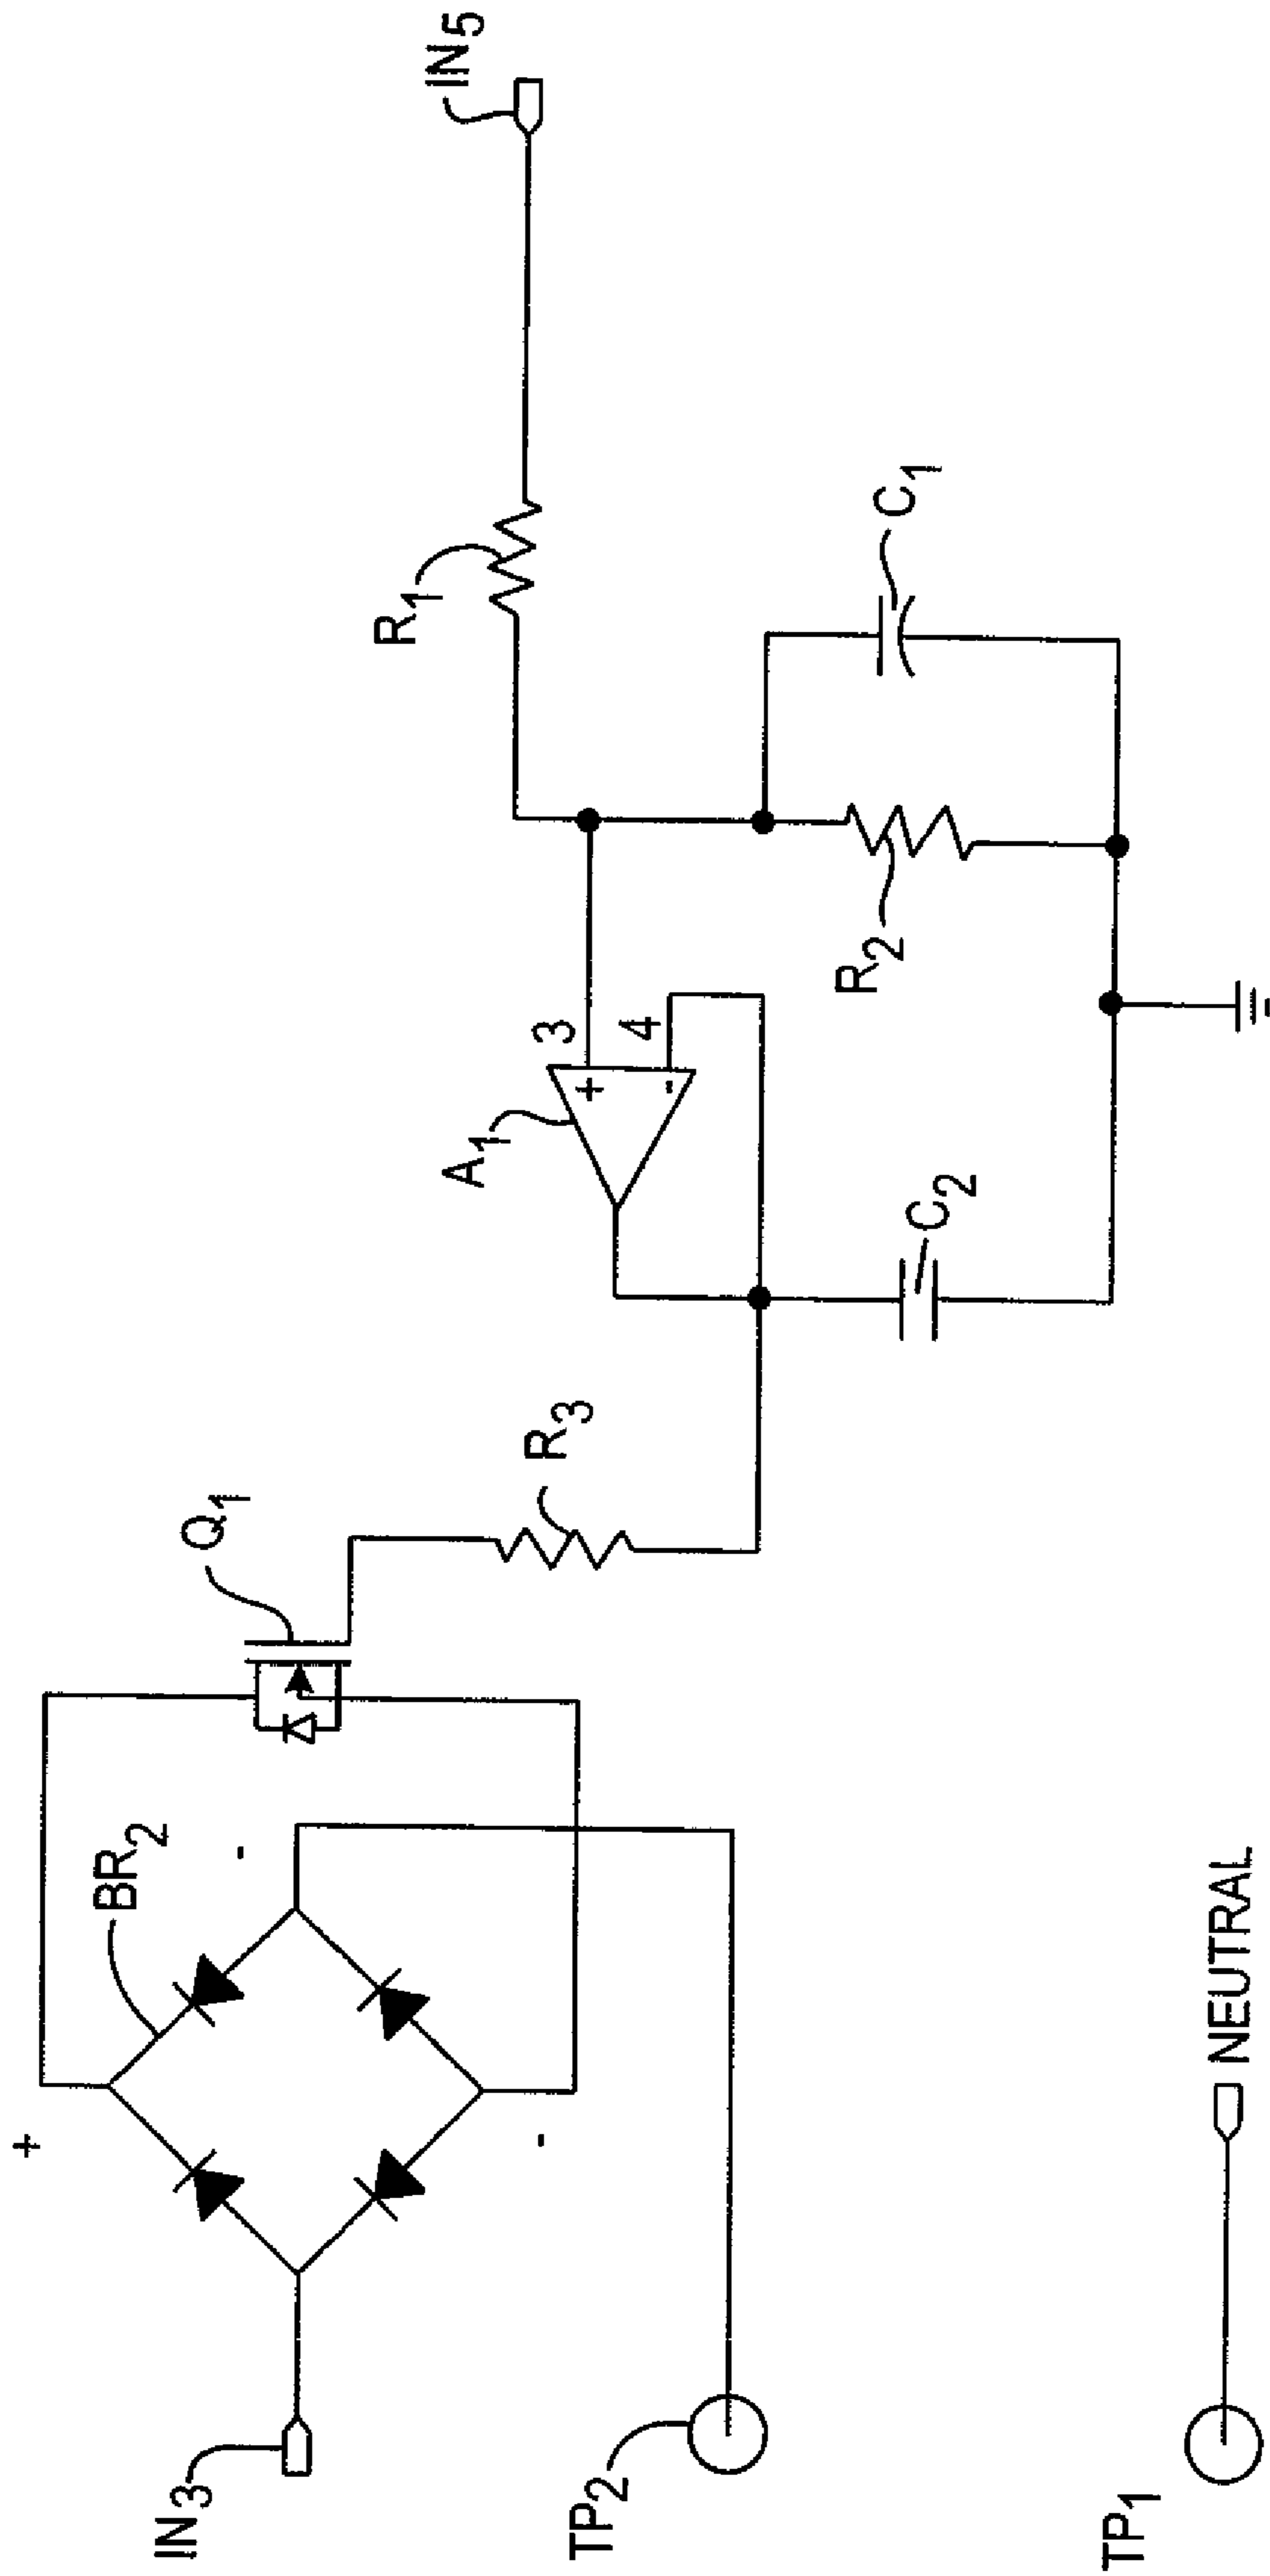 IN5
R1
C1
R2
3
4
+
-
A1
C2
R3
Q1
BR2
-
+
-
IN3
TP2
NEUTRAL
TP1